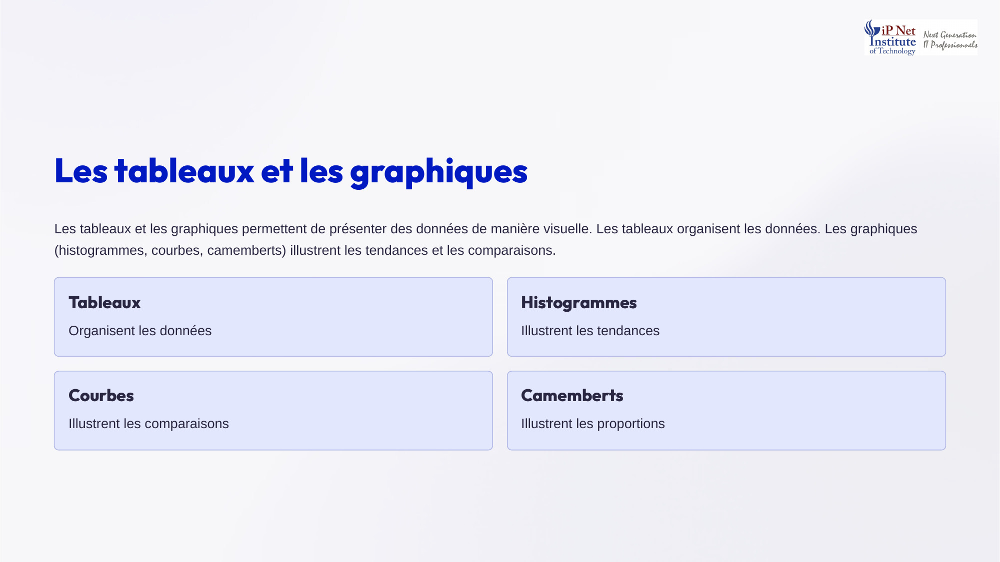 iP Net
Institute
of Technology
Next Generation
IT Professionnels
Les tableaux et les graphiques
Les tableaux et les graphiques permettent de présenter des données de manière visuelle. Les tableaux organisent les données. Les graphiques
(histogrammes, courbes, camemberts) illustrent les tendances et les comparaisons.
Tableaux
Organisent les données
Histogrammes
Illustrent les tendances
Courbes
Illustrent les comparaisons
Camemberts
Illustrent les proportions